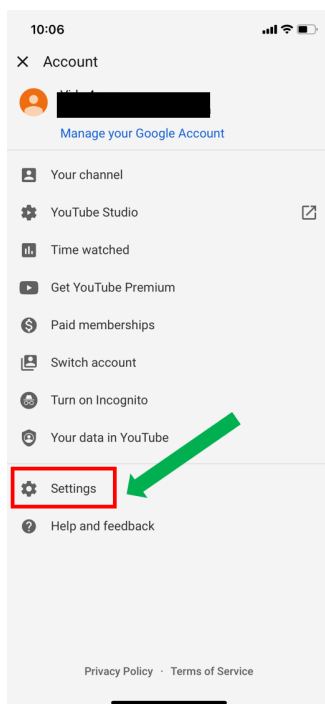 10:06
Account
Manage your Google Account
Your channel
YouTube Studio
Time watched
Get YouTube Premium
Paid memberships
Switch account
Turn on Incognito
Your data in YouTube
Settings
Help and feedback
Privacy Policy · Terms of Service